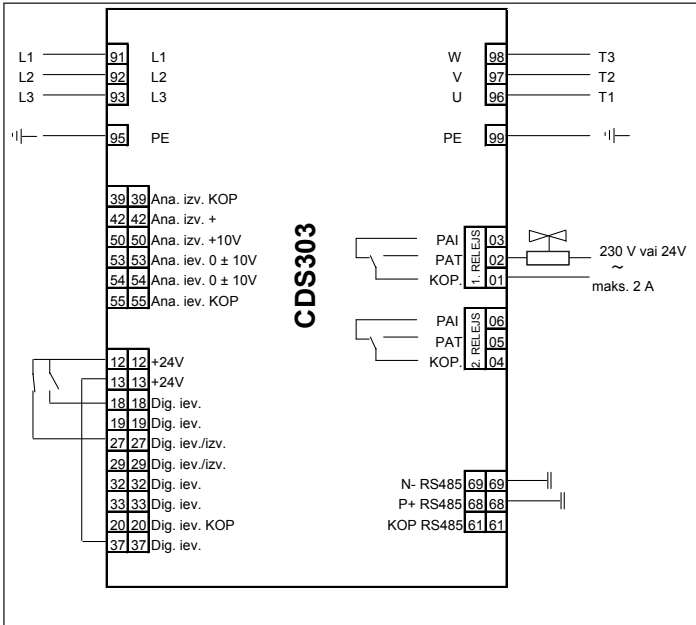 L1 91 L1
L2 92 L2
L3 93 L3
95 PE
W 98 T3
V 97 T2
U 96 T1
PE 99
39 39 Ana. izv. KOP
42 42 Ana. izv. +
50 50 Ana. izv. +10V
53 53 Ana. iev. 0 ± 10V
54 54 Ana. iev. 0 ± 10V
55 55 Ana. iev. KOP
CDS303
PAI 03
PAT 02
KOP. 01
1. RELEJS
230 V vai 24V
~
maks. 2 A
PAI 06
PAT 05
KOP. 04
2. RELEJS
12 12 +24V
13 13 +24V
18 18 Dig. iev.
19 19 Dig. iev.
27 27 Dig. iev./izv.
29 29 Dig. iev./izv.
32 32 Dig. iev.
33 33 Dig. iev.
20 20 Dig. iev. KOP
37 37 Dig. iev.
N- RS485 69 69
P+ RS485 68 68
KOP RS485 61 61